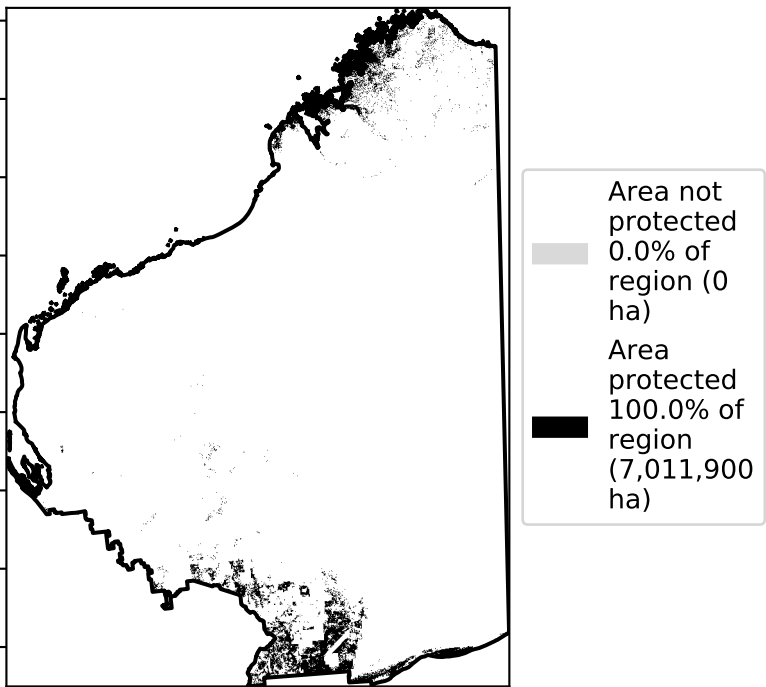 Area not
protected
0.0% of
region (0
ha)
Area
protected
100.0% of
region
(7,011,900
ha)